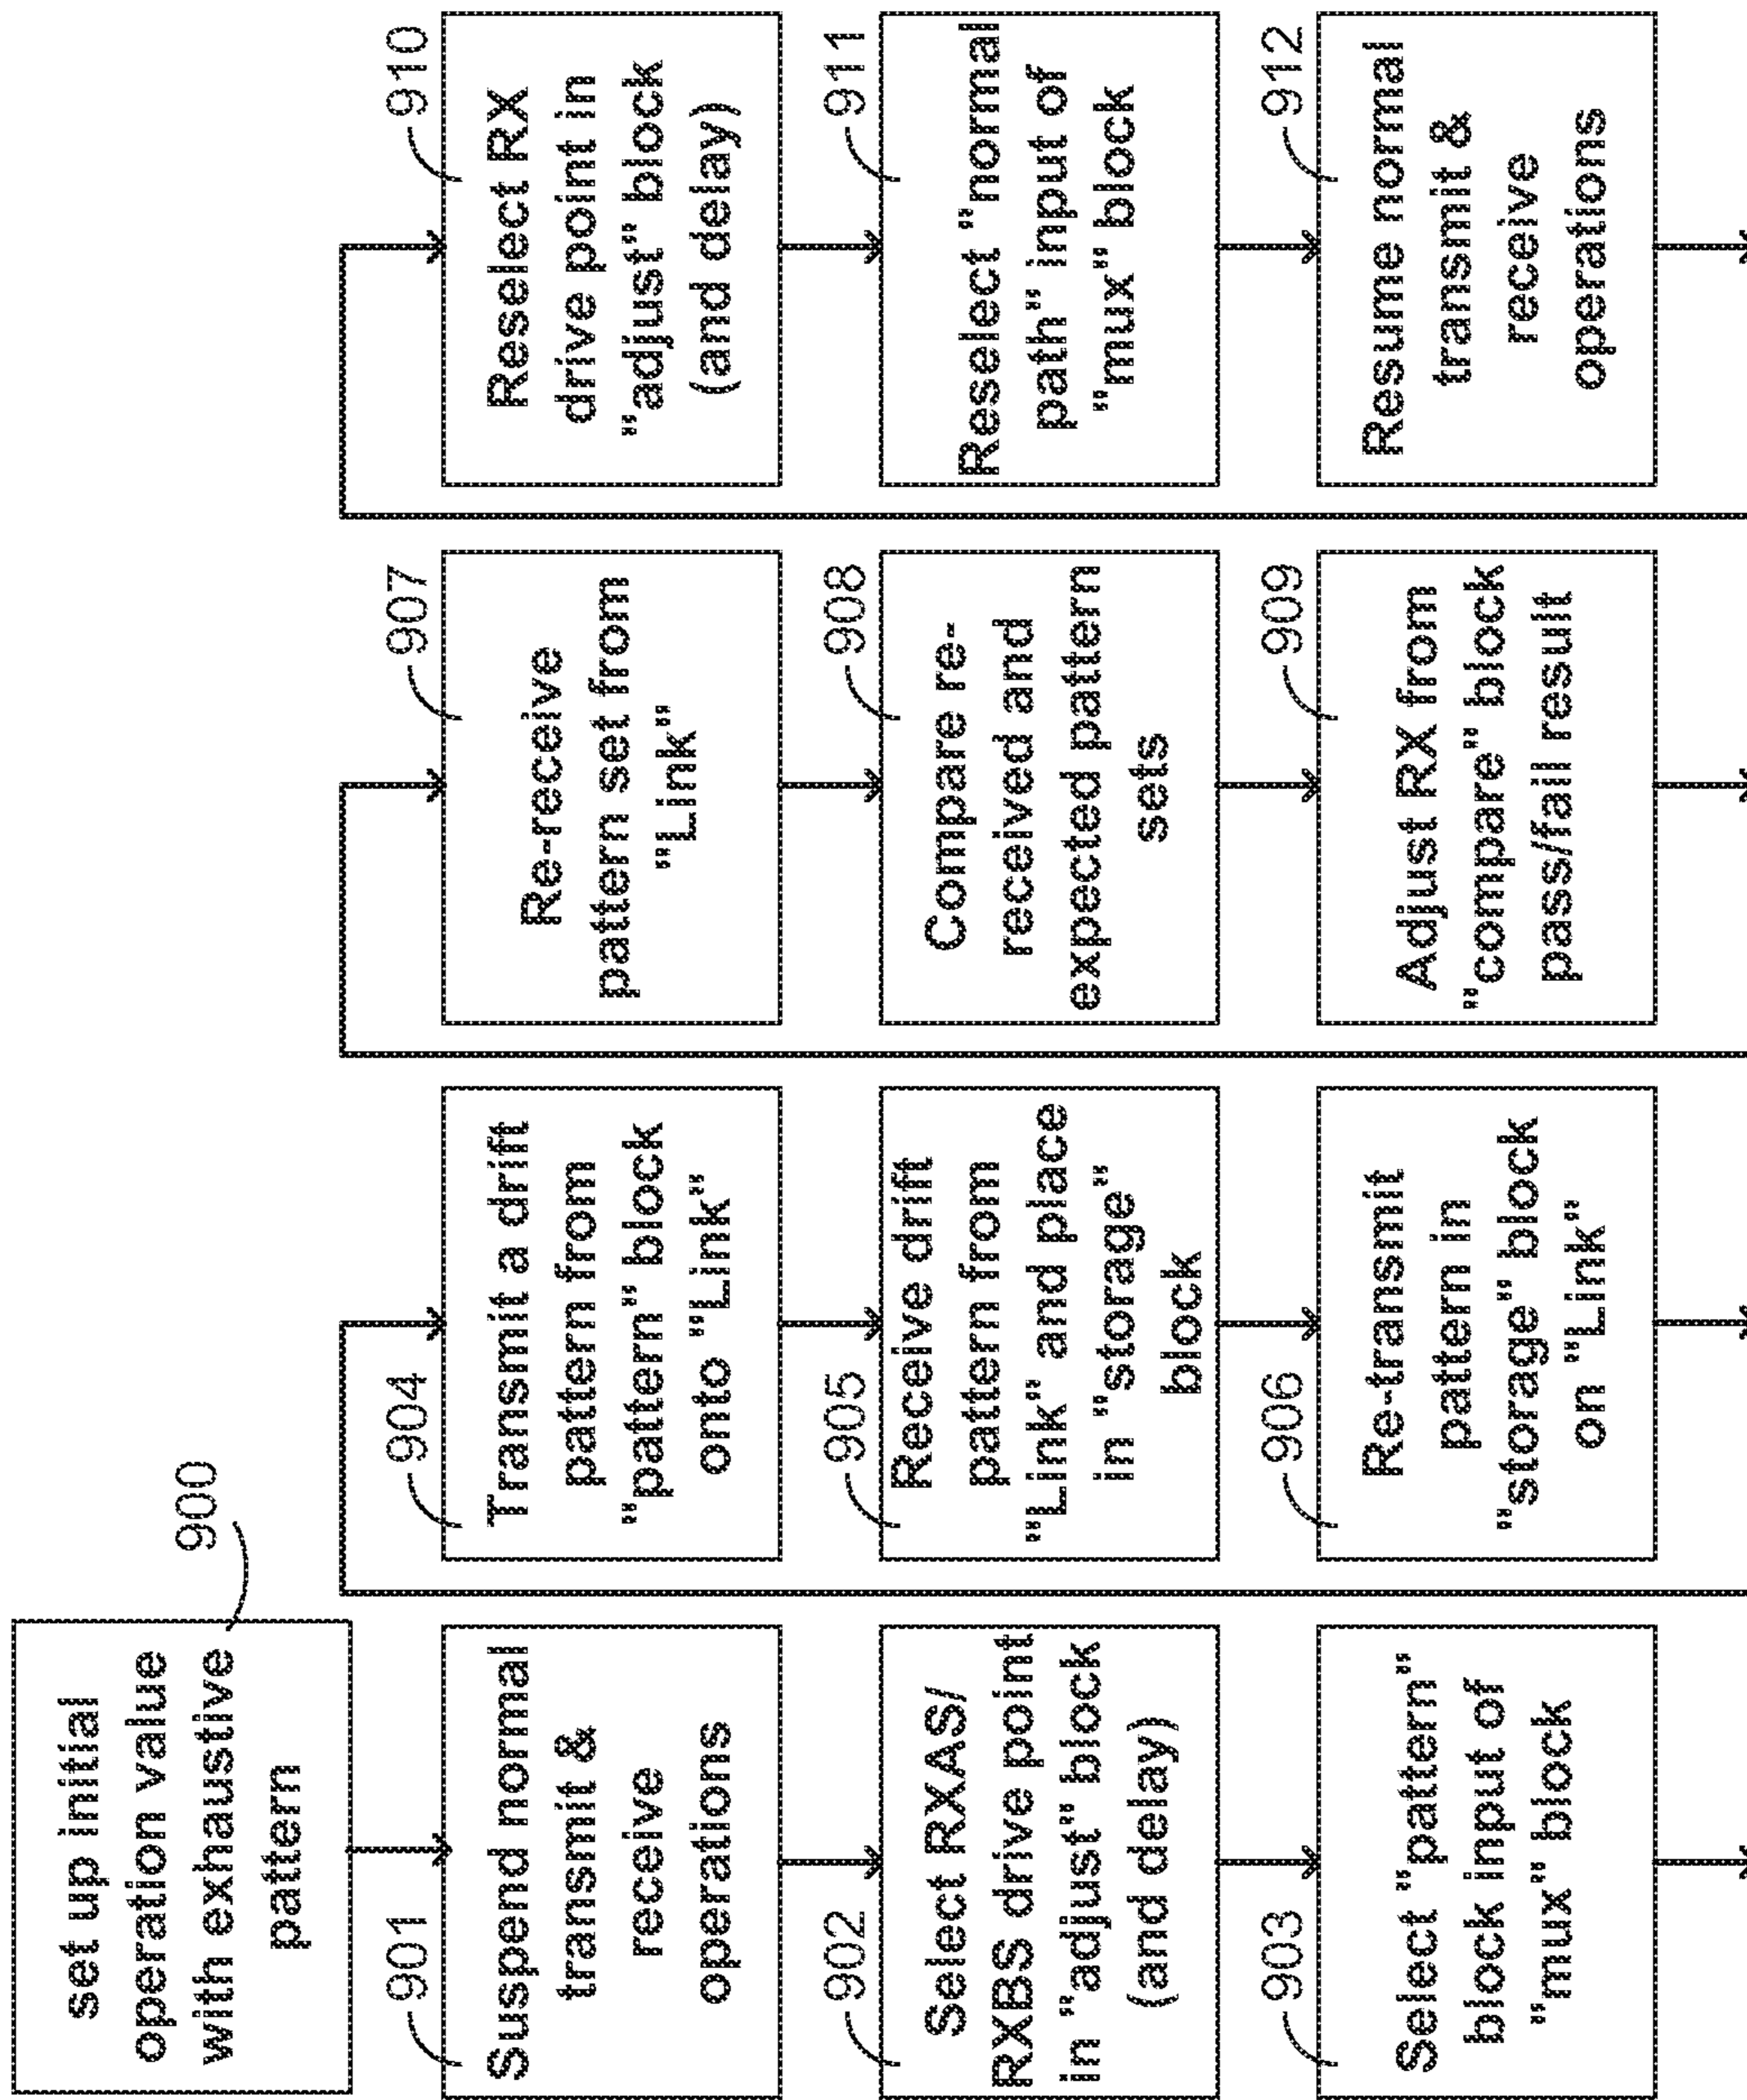 set up initial
operation value
with exhaustive
pattern
900
901
Suspend normal
transmit &
receive
operations
902
Select RXAS/
RXBS drive point
in "adjust" block
(and delay)
903
Select "pattern"
block input of
"mux" block
904
Transmit a drift
pattern from
"pattern" block
onto "Link"
905
Receive drift
pattern from
"Link" and place
in "storage"
block
906
Re-transmit
pattern in
"storage" block
on "Link"
907
Re-receive
pattern set from
"Link"
908
Compare re-
received and
expected pattern
sets
909
Adjust RX from
"compare" block
pass/fail result
910
Reselect RX
drive point in
"adjust" block
(and delay)
911
Reselect "normal
path" input of
"mux" block
912
Resume normal
transmit &
receive
operations